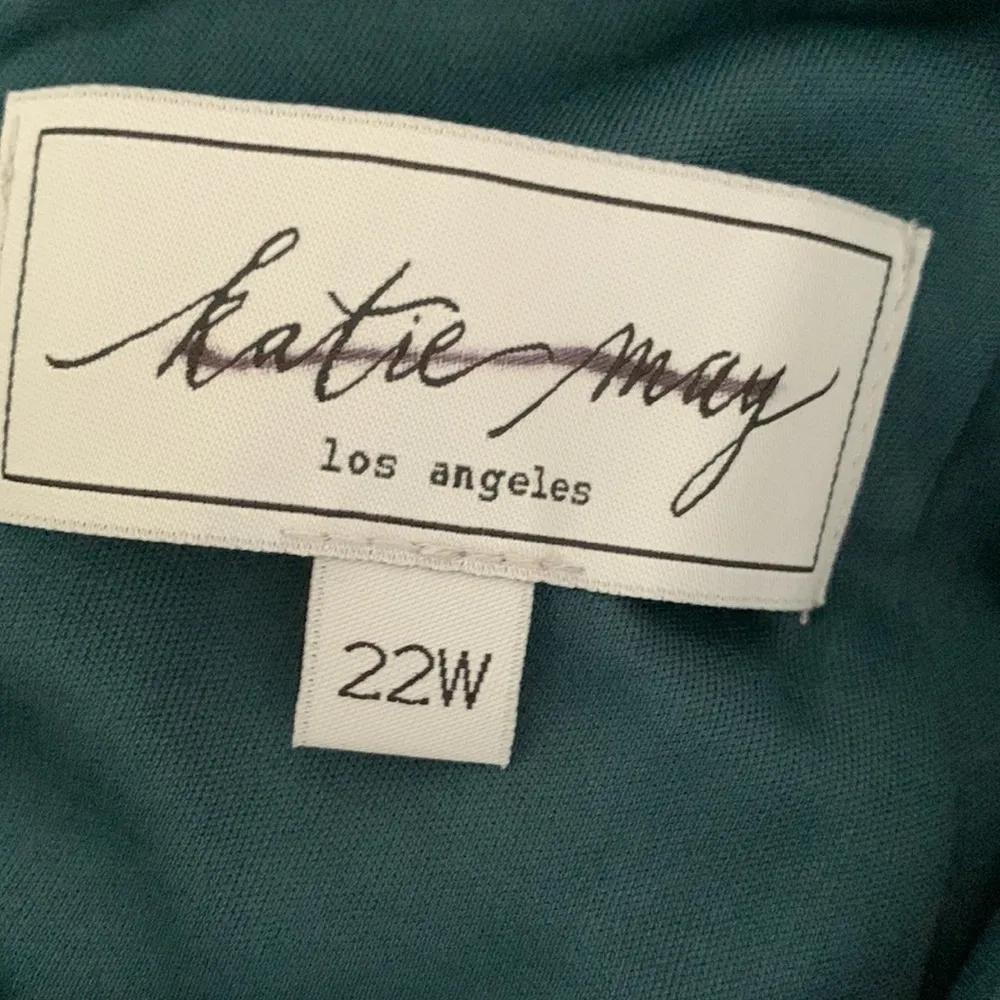 katie may
los angeles
22W